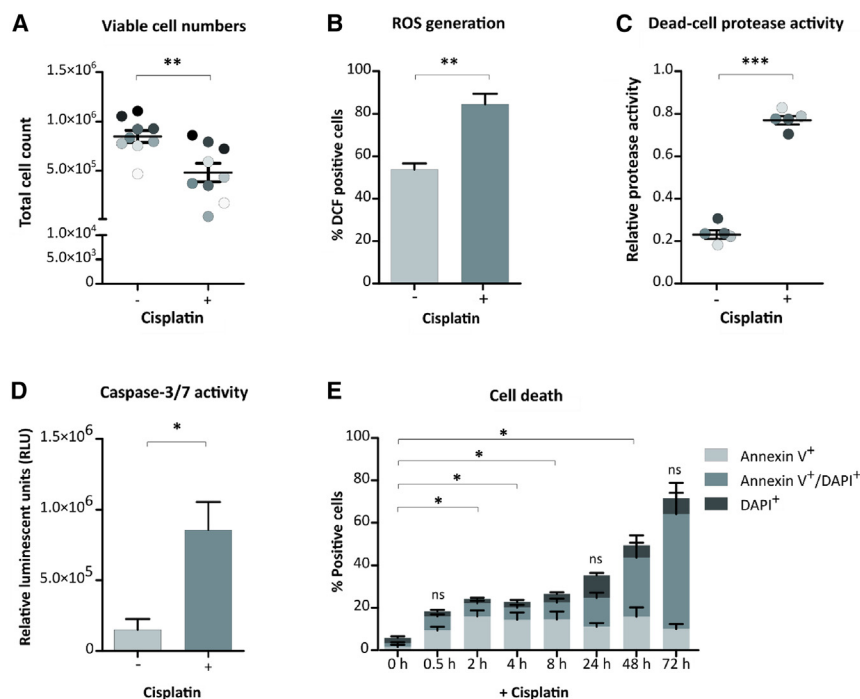 A Viable cell numbers
**
Total cell count
1.5×10⁶
1.0×10⁶
5.0×10⁵
1.0×10⁴
5.0×10³
0
- +
Cisplatin
B ROS generation
**
% DCF positive cells
100
80
60
40
20
0
- +
Cisplatin
C Dead-cell protease activity
***
Relative protease activity
1.0
0.8
0.6
0.4
0.2
0.0
- +
Cisplatin
D Caspase-3/7 activity
*
Relative luminescent units (RLU)
1.5×10⁶
1.0×10⁶
5.0×10⁵
0
- +
Cisplatin
E Cell death
% Positive cells
100
80
60
40
20
0
*
*
*
*
ns
ns
ns
0 h 0.5 h 2 h 4 h 8 h 24 h 48 h 72 h
+ Cisplatin
Annexin V⁺
Annexin V⁺/DAPI⁺
DAPI⁺